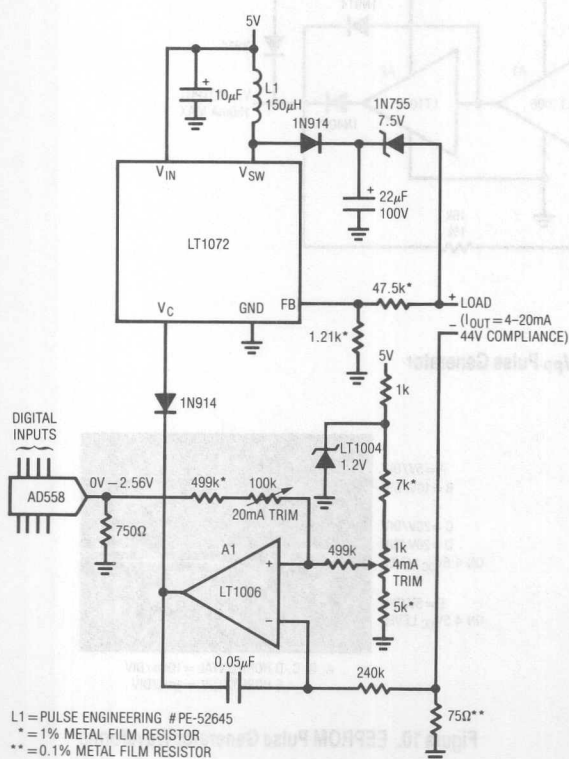 5V
10µF
L1
150µH
1N914
1N755
7.5V
VIN
VSW
22µF
100V
LT1072
VC
GND
FB
47.5k*
1.21k*
+ LOAD
– (IOUT = 4–20mA
44V COMPLIANCE)
5V
1k
1N914
LT1004
1.2V
7k*
DIGITAL
INPUTS
AD558
0V – 2.56V
499k*
100k
20mA TRIM
750Ω
A1
LT1006
+
–
499k
1k
4mA
TRIM
5k*
0.05µF
240k
75Ω**
L1 = PULSE ENGINEERING # PE-52645
* = 1% METAL FILM RESISTOR
** = 0.1% METAL FILM RESISTOR